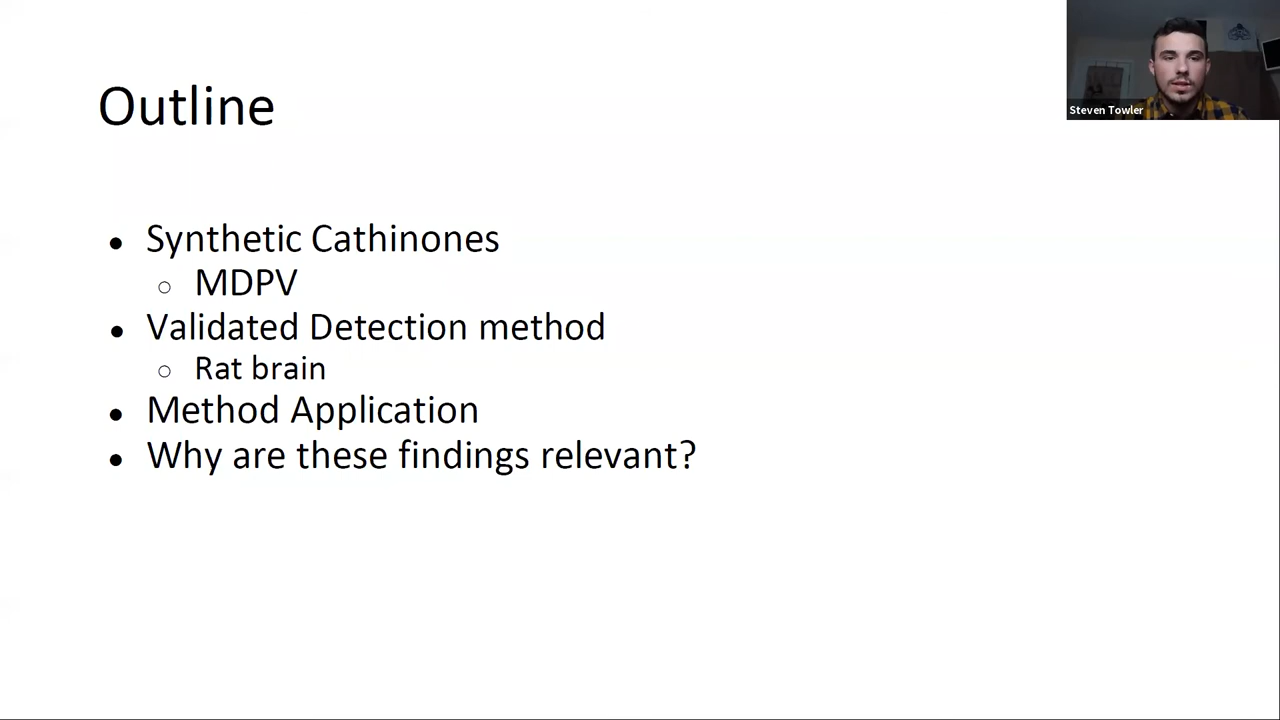 Outline
Steven Towler
● Synthetic Cathinones
○ MDPV
● Validated Detection method
○ Rat brain
● Method Application
● Why are these findings relevant?